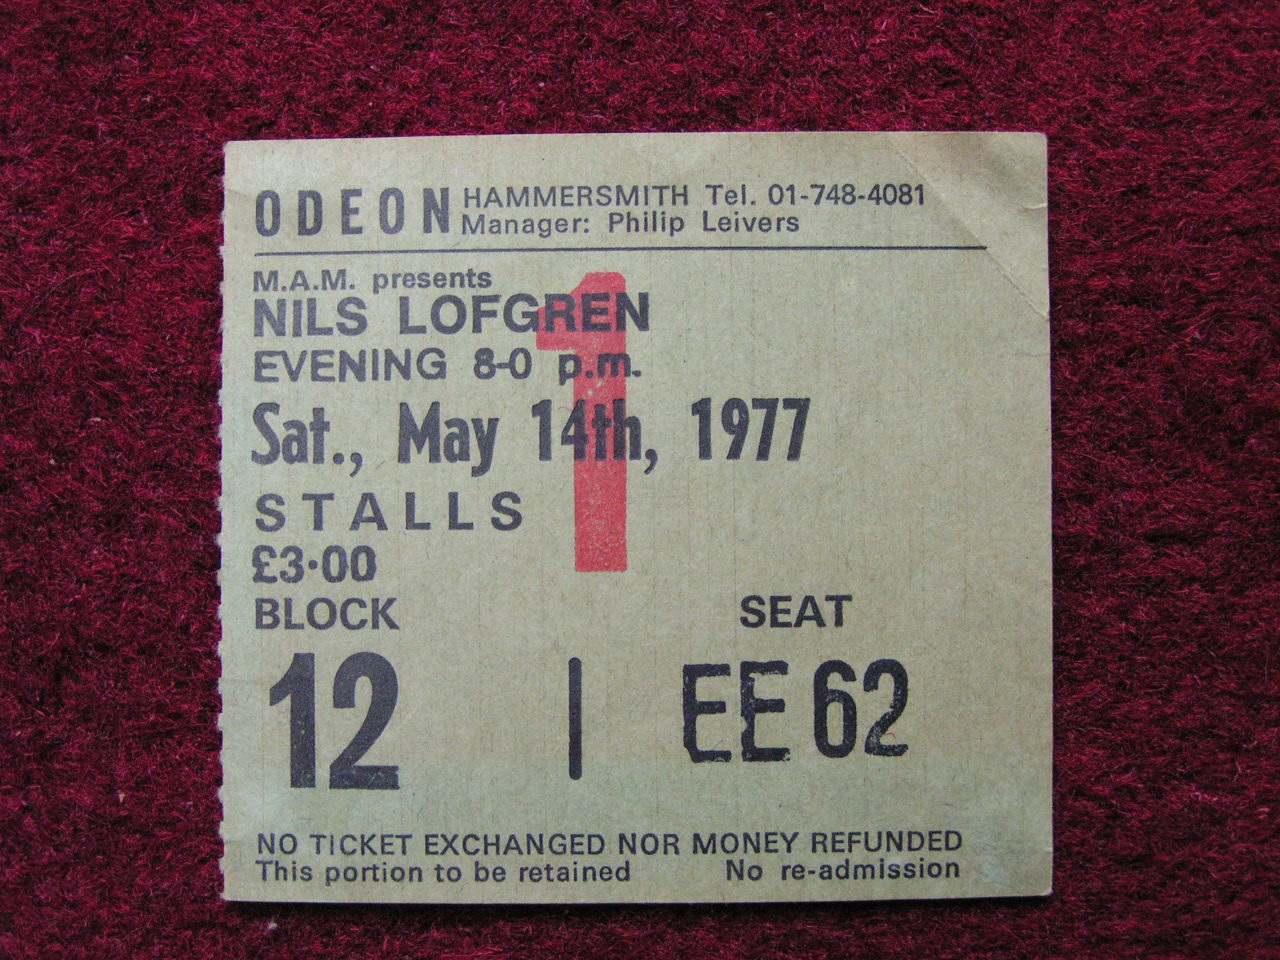 ODEON HAMMERSMITH Tel. 01-748-4081
Manager: Philip Leivers
M.A.M. presents
NILS LOFGREN
EVENING 8-0 p.m.
Sat., May 14th, 1977
1
STALLS
£3·00
BLOCK SEAT
12 | EE 62
NO TICKET EXCHANGED NOR MONEY REFUNDED
This portion to be retained No re-admission